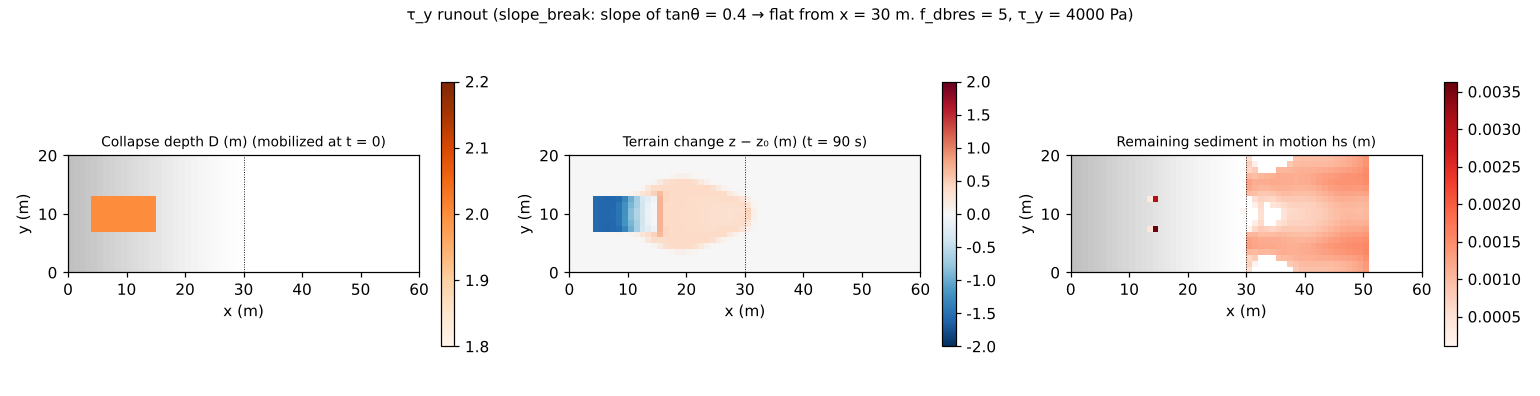 τ_y runout (slope_break: slope of tanθ = 0.4 → flat from x = 30 m. f_dbres = 5, τ_y = 4000 Pa)
Collapse depth D (m) (mobilized at t = 0)
y (m)
20
10
0
0 10 20 30 40 50 60
x (m)
2.2
2.1
2.0
1.9
1.8
Terrain change z − z₀ (m) (t = 90 s)
y (m)
20
10
0
0 10 20 30 40 50 60
x (m)
2.0
1.5
1.0
0.5
0.0
-0.5
-1.0
-1.5
-2.0
Remaining sediment in motion hs (m)
y (m)
20
10
0
0 10 20 30 40 50 60
x (m)
0.0035
0.0030
0.0025
0.0020
0.0015
0.0010
0.0005